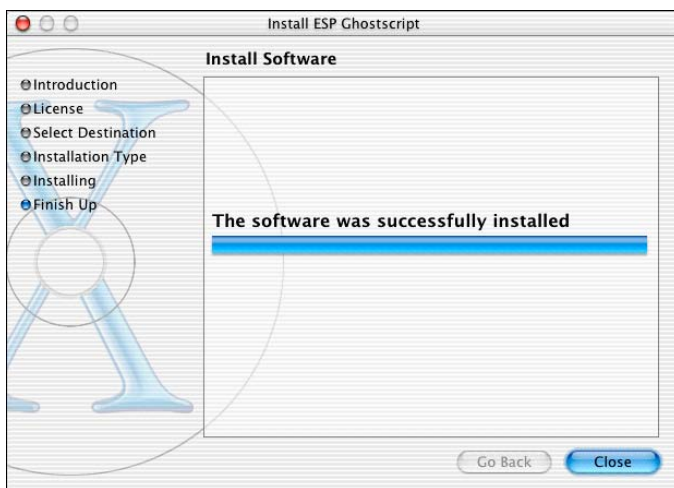 Install ESP Ghostscript
Install Software
Introduction
License
Select Destination
Installation Type
Installing
Finish Up
The software was successfully installed
Go Back
Close